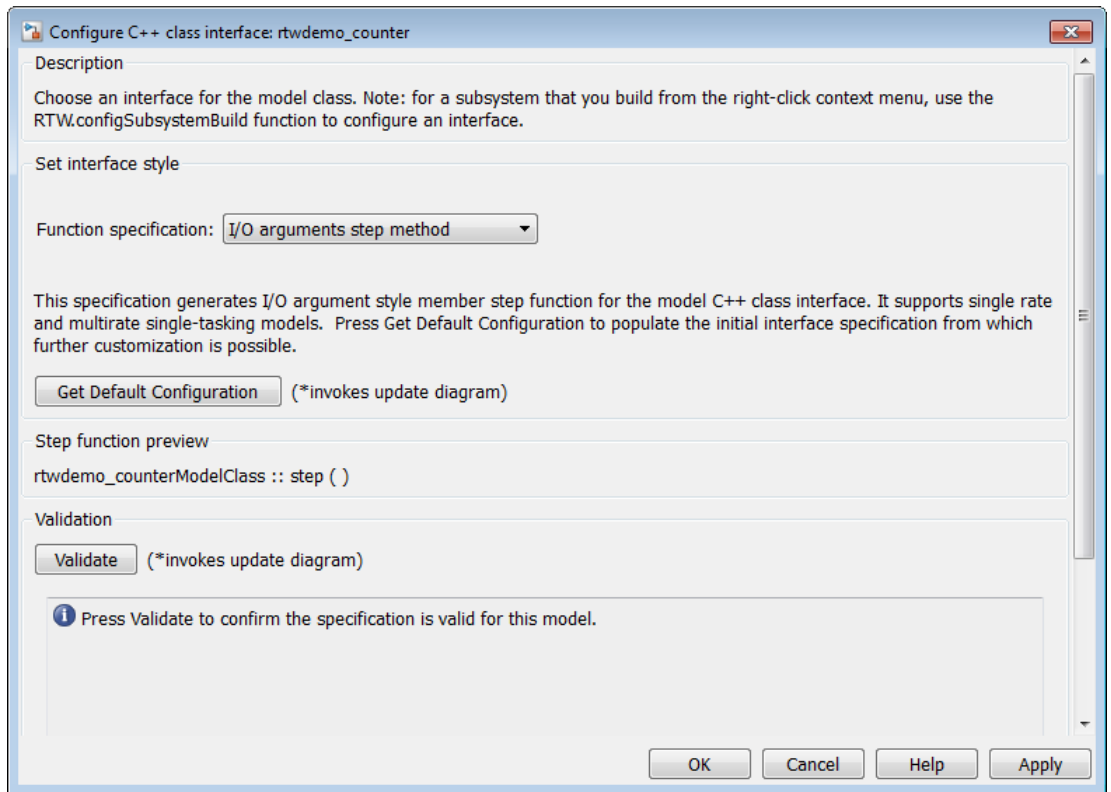 Configure C++ class interface: rtwdemo_counter
Description
Choose an interface for the model class. Note: for a subsystem that you build from the right-click context menu, use the
RTW.configSubsystemBuild function to configure an interface.
Set interface style
Function specification: I/O arguments step method
This specification generates I/O argument style member step function for the model C++ class interface. It supports single rate
and multirate single-tasking models.  Press Get Default Configuration to populate the initial interface specification from which
further customization is possible.
Get Default Configuration (*invokes update diagram)
Step function preview
rtwdemo_counterModelClass :: step ( )
Validation
Validate (*invokes update diagram)
Press Validate to confirm the specification is valid for this model.
OK Cancel Help Apply